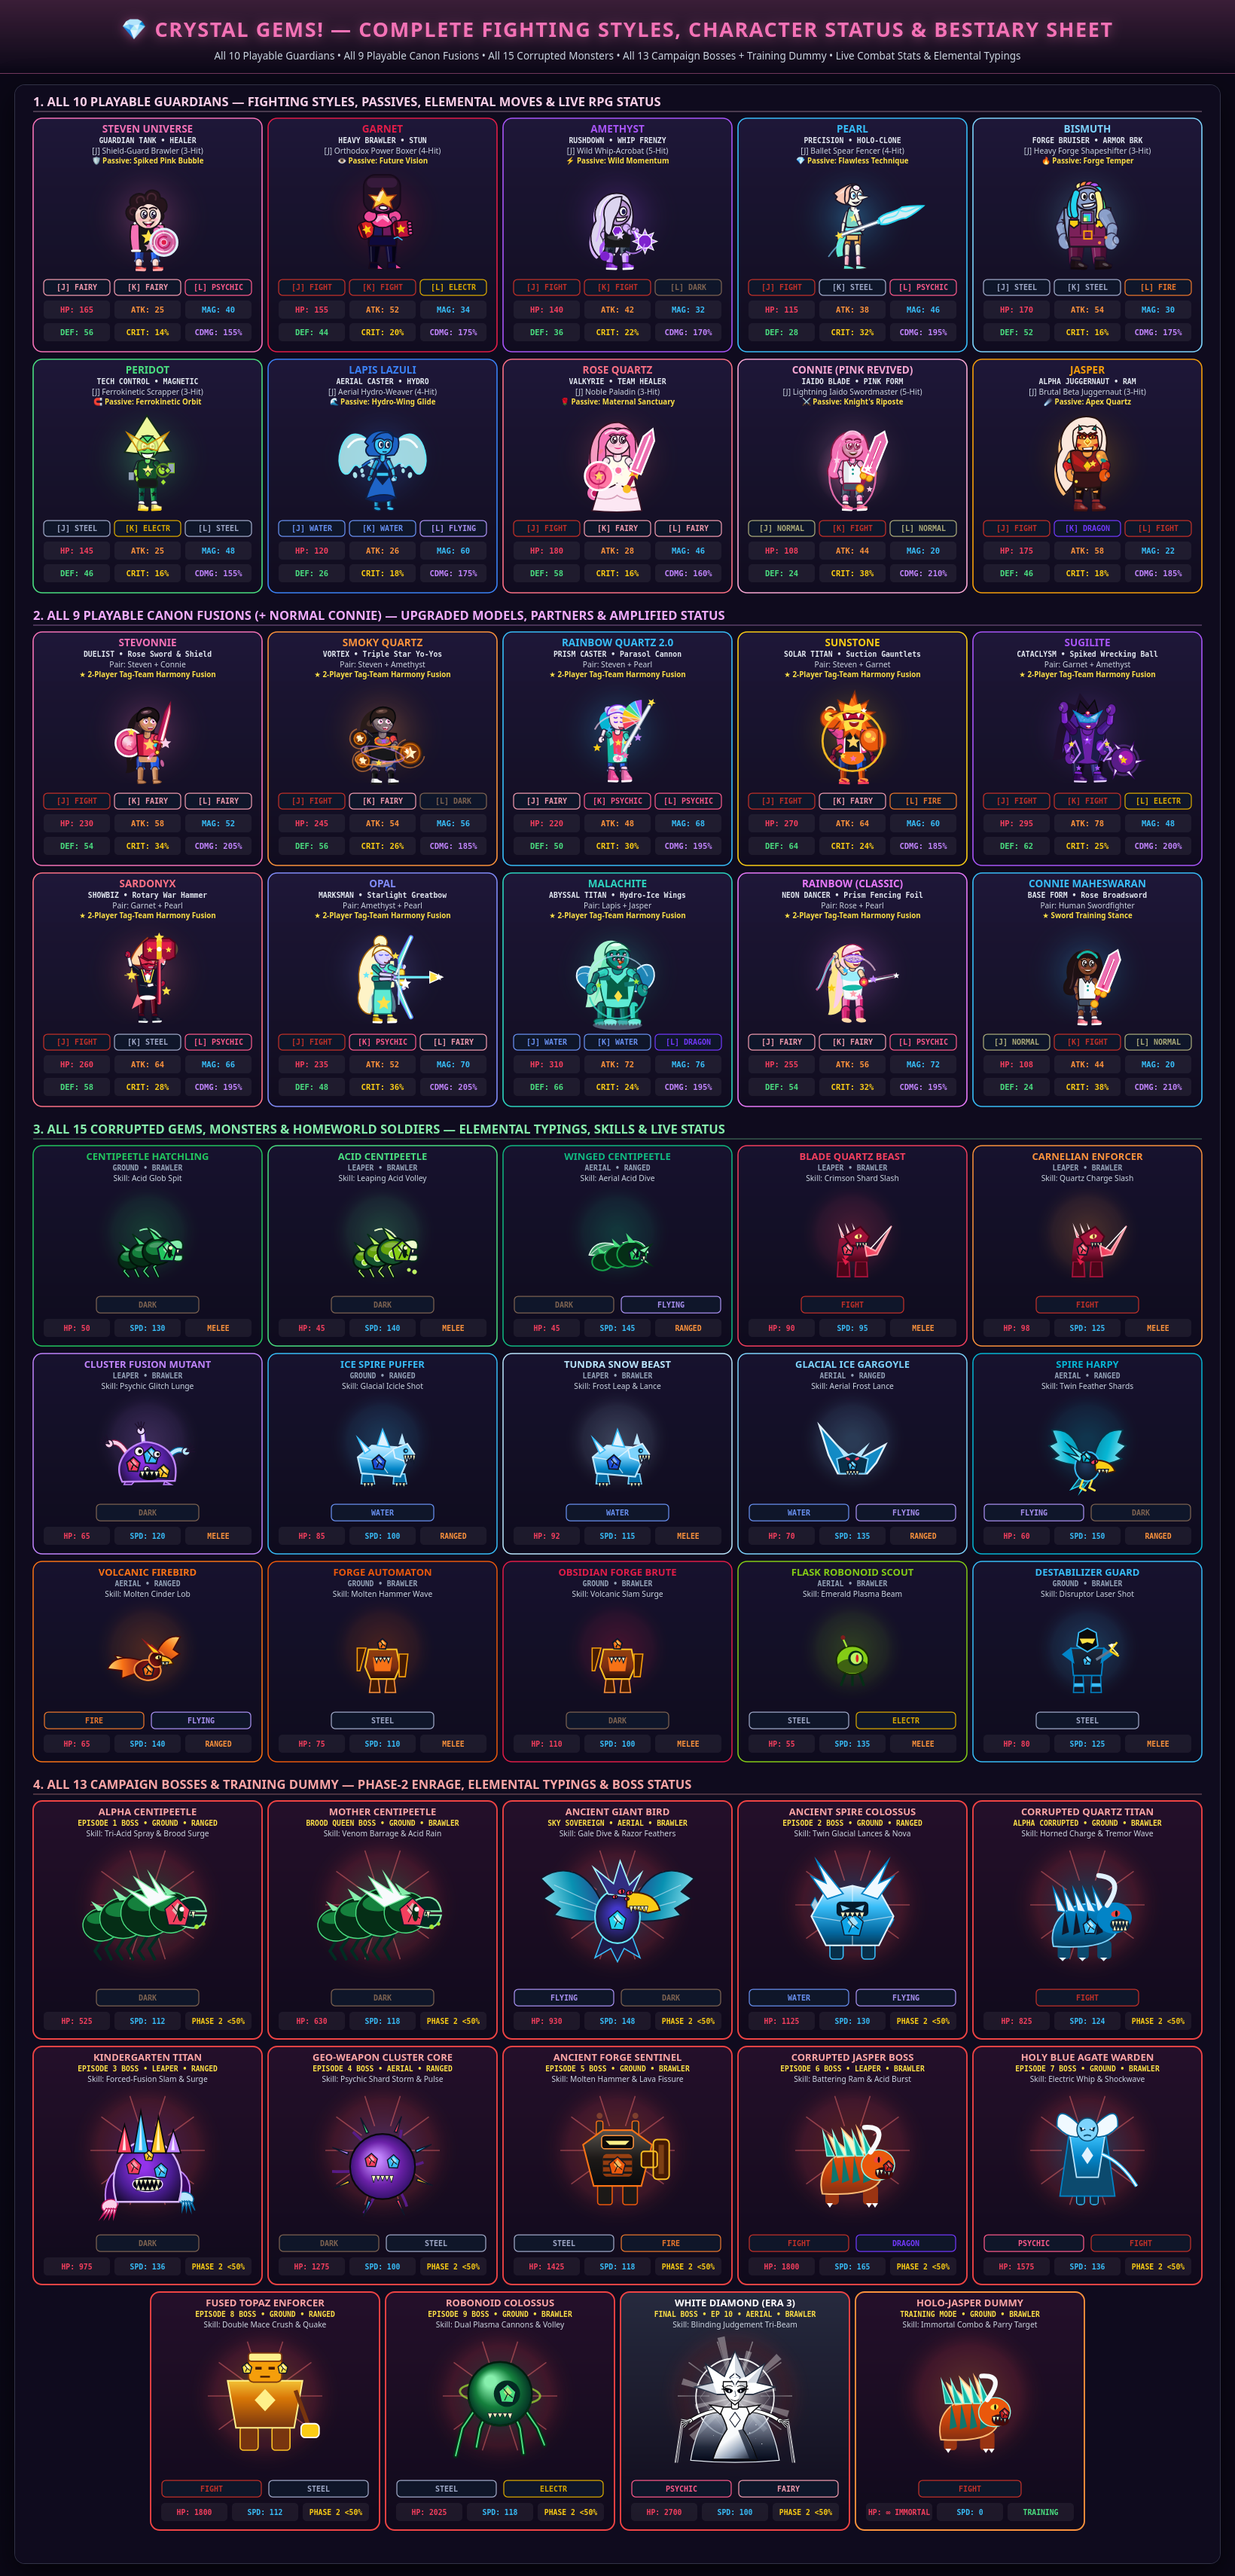 💎 CRYSTAL GEMS! — COMPLETE FIGHTING STYLES, CHARACTER STATUS & BESTIARY SHEET
All 10 Playable Guardians • All 9 Playable Canon Fusions • All 15 Corrupted Monsters • All 13 Campaign Bosses + Training Dummy • Live Combat Stats & Elemental Typings
1. ALL 10 PLAYABLE GUARDIANS — FIGHTING STYLES, PASSIVES, ELEMENTAL MOVES & LIVE RPG STATUS
STEVEN UNIVERSE
GUARDIAN TANK • HEALER
[J] Shield-Guard Brawler (3-Hit)
🛡️ Passive: Spiked Pink Bubble
[J] FAIRY [K] FAIRY [L] PSYCHIC
HP: 165 ATK: 25 MAG: 40
DEF: 56 CRIT: 14% CDMG: 155%
GARNET
HEAVY BRAWLER • STUN
[J] Orthodox Power Boxer (4-Hit)
👁️ Passive: Future Vision
[J] FIGHT [K] FIGHT [L] ELECTR
HP: 155 ATK: 52 MAG: 34
DEF: 44 CRIT: 20% CDMG: 175%
AMETHYST
RUSHDOWN • WHIP FRENZY
[J] Wild Whip-Acrobat (5-Hit)
⚡ Passive: Wild Momentum
[J] FIGHT [K] FIGHT [L] DARK
HP: 140 ATK: 42 MAG: 32
DEF: 36 CRIT: 22% CDMG: 170%
PEARL
PRECISION • HOLO-CLONE
[J] Ballet Spear Fencer (4-Hit)
💎 Passive: Flawless Technique
[J] FIGHT [K] STEEL [L] PSYCHIC
HP: 115 ATK: 38 MAG: 46
DEF: 28 CRIT: 32% CDMG: 195%
BISMUTH
FORGE BRUISER • ARMOR BRK
[J] Heavy Forge Shapeshifter (3-Hit)
🔥 Passive: Forge Temper
[J] STEEL [K] STEEL [L] FIRE
HP: 170 ATK: 54 MAG: 30
DEF: 52 CRIT: 16% CDMG: 175%
PERIDOT
TECH CONTROL • MAGNETIC
[J] Ferrokinetic Scrapper (3-Hit)
🧲 Passive: Ferrokinetic Orbit
[J] STEEL [K] ELECTR [L] STEEL
HP: 145 ATK: 25 MAG: 48
DEF: 46 CRIT: 16% CDMG: 155%
LAPIS LAZULI
AERIAL CASTER • HYDRO
[J] Aerial Hydro-Weaver (4-Hit)
🌊 Passive: Hydro-Wing Glide
[J] WATER [K] WATER [L] FLYING
HP: 120 ATK: 26 MAG: 60
DEF: 26 CRIT: 18% CDMG: 175%
ROSE QUARTZ
VALKYRIE • TEAM HEALER
[J] Noble Paladin (3-Hit)
🌹 Passive: Maternal Sanctuary
[J] FIGHT [K] FAIRY [L] FAIRY
HP: 180 ATK: 28 MAG: 46
DEF: 58 CRIT: 16% CDMG: 160%
CONNIE (PINK REVIVED)
IAIDO BLADE • PINK FORM
[J] Lightning Iaido Swordmaster (5-Hit)
⚔️ Passive: Knight's Riposte
[J] NORMAL [K] FIGHT [L] NORMAL
HP: 108 ATK: 44 MAG: 20
DEF: 24 CRIT: 38% CDMG: 210%
JASPER
ALPHA JUGGERNAUT • RAM
[J] Brutal Beta Juggernaut (3-Hit)
☄️ Passive: Apex Quartz
[J] FIGHT [K] DRAGON [L] FIGHT
HP: 175 ATK: 58 MAG: 22
DEF: 46 CRIT: 18% CDMG: 185%
2. ALL 9 PLAYABLE CANON FUSIONS (+ NORMAL CONNIE) — UPGRADED MODELS, PARTNERS & AMPLIFIED STATUS
STEVONNIE
DUELIST • Rose Sword & Shield
Pair: Steven + Connie
★ 2-Player Tag-Team Harmony Fusion
[J] FIGHT [K] FAIRY [L] FAIRY
HP: 230 ATK: 58 MAG: 52
DEF: 54 CRIT: 34% CDMG: 205%
SMOKY QUARTZ
VORTEX • Triple Star Yo-Yos
Pair: Steven + Amethyst
★ 2-Player Tag-Team Harmony Fusion
[J] FIGHT [K] FAIRY [L] DARK
HP: 245 ATK: 54 MAG: 56
DEF: 56 CRIT: 26% CDMG: 185%
RAINBOW QUARTZ 2.0
PRISM CASTER • Parasol Cannon
Pair: Steven + Pearl
★ 2-Player Tag-Team Harmony Fusion
[J] FAIRY [K] PSYCHIC [L] PSYCHIC
HP: 220 ATK: 48 MAG: 68
DEF: 50 CRIT: 30% CDMG: 195%
SUNSTONE
SOLAR TITAN • Suction Gauntlets
Pair: Steven + Garnet
★ 2-Player Tag-Team Harmony Fusion
[J] FIGHT [K] FAIRY [L] FIRE
HP: 270 ATK: 64 MAG: 60
DEF: 64 CRIT: 24% CDMG: 185%
SUGILITE
CATACLYSM • Spiked Wrecking Ball
Pair: Garnet + Amethyst
★ 2-Player Tag-Team Harmony Fusion
[J] FIGHT [K] FIGHT [L] ELECTR
HP: 295 ATK: 78 MAG: 48
DEF: 62 CRIT: 25% CDMG: 200%
SARDONYX
SHOWBIZ • Rotary War Hammer
Pair: Garnet + Pearl
★ 2-Player Tag-Team Harmony Fusion
[J] FIGHT [K] STEEL [L] PSYCHIC
HP: 260 ATK: 64 MAG: 66
DEF: 58 CRIT: 28% CDMG: 195%
OPAL
MARKSMAN • Starlight Greatbow
Pair: Amethyst + Pearl
★ 2-Player Tag-Team Harmony Fusion
[J] FIGHT [K] PSYCHIC [L] FAIRY
HP: 235 ATK: 52 MAG: 70
DEF: 48 CRIT: 36% CDMG: 205%
MALACHITE
ABYSSAL TITAN • Hydro-Ice Wings
Pair: Lapis + Jasper
★ 2-Player Tag-Team Harmony Fusion
[J] WATER [K] WATER [L] DRAGON
HP: 310 ATK: 72 MAG: 76
DEF: 66 CRIT: 24% CDMG: 195%
RAINBOW (CLASSIC)
NEON DANCER • Prism Fencing Foil
Pair: Rose + Pearl
★ 2-Player Tag-Team Harmony Fusion
[J] FAIRY [K] FAIRY [L] PSYCHIC
HP: 255 ATK: 56 MAG: 72
DEF: 54 CRIT: 32% CDMG: 195%
CONNIE MAHESWARAN
BASE FORM • Rose Broadsword
Pair: Human Swordfighter
★ Sword Training Stance
[J] NORMAL [K] FIGHT [L] NORMAL
HP: 108 ATK: 44 MAG: 20
DEF: 24 CRIT: 38% CDMG: 210%
3. ALL 15 CORRUPTED GEMS, MONSTERS & HOMEWORLD SOLDIERS — ELEMENTAL TYPINGS, SKILLS & LIVE STATUS
CENTIPEETLE HATCHLING
GROUND • BRAWLER
Skill: Acid Glob Spit
DARK
HP: 50 SPD: 130 MELEE
ACID CENTIPEETLE
LEAPER • BRAWLER
Skill: Leaping Acid Volley
DARK
HP: 45 SPD: 140 MELEE
WINGED CENTIPEETLE
AERIAL • RANGED
Skill: Aerial Acid Dive
DARK FLYING
HP: 45 SPD: 145 RANGED
BLADE QUARTZ BEAST
LEAPER • BRAWLER
Skill: Crimson Shard Slash
FIGHT
HP: 90 SPD: 95 MELEE
CARNELIAN ENFORCER
LEAPER • BRAWLER
Skill: Quartz Charge Slash
FIGHT
HP: 98 SPD: 125 MELEE
CLUSTER FUSION MUTANT
LEAPER • BRAWLER
Skill: Psychic Glitch Lunge
DARK
HP: 65 SPD: 120 MELEE
ICE SPIRE PUFFER
GROUND • RANGED
Skill: Glacial Icicle Shot
WATER
HP: 85 SPD: 100 RANGED
TUNDRA SNOW BEAST
LEAPER • BRAWLER
Skill: Frost Leap & Lance
WATER
HP: 92 SPD: 115 MELEE
GLACIAL ICE GARGOYLE
AERIAL • RANGED
Skill: Aerial Frost Lance
WATER FLYING
HP: 70 SPD: 135 RANGED
SPIRE HARPY
AERIAL • RANGED
Skill: Twin Feather Shards
FLYING DARK
HP: 60 SPD: 150 RANGED
VOLCANIC FIREBIRD
AERIAL • RANGED
Skill: Molten Cinder Lob
FIRE FLYING
HP: 65 SPD: 140 RANGED
FORGE AUTOMATON
GROUND • BRAWLER
Skill: Molten Hammer Wave
STEEL
HP: 75 SPD: 110 MELEE
OBSIDIAN FORGE BRUTE
GROUND • BRAWLER
Skill: Volcanic Slam Surge
DARK
HP: 110 SPD: 100 MELEE
FLASK ROBONOID SCOUT
AERIAL • BRAWLER
Skill: Emerald Plasma Beam
STEEL ELECTR
HP: 55 SPD: 135 MELEE
DESTABILIZER GUARD
GROUND • BRAWLER
Skill: Disruptor Laser Shot
STEEL
HP: 80 SPD: 125 MELEE
4. ALL 13 CAMPAIGN BOSSES & TRAINING DUMMY — PHASE-2 ENRAGE, ELEMENTAL TYPINGS & BOSS STATUS
ALPHA CENTIPEETLE
EPISODE 1 BOSS • GROUND • RANGED
Skill: Tri-Acid Spray & Brood Surge
DARK
HP: 525 SPD: 112 PHASE 2 <50%
MOTHER CENTIPEETLE
BROOD QUEEN BOSS • GROUND • BRAWLER
Skill: Venom Barrage & Acid Rain
DARK
HP: 630 SPD: 118 PHASE 2 <50%
ANCIENT GIANT BIRD
SKY SOVEREIGN • AERIAL • BRAWLER
Skill: Gale Dive & Razor Feathers
FLYING DARK
HP: 930 SPD: 148 PHASE 2 <50%
ANCIENT SPIRE COLOSSUS
EPISODE 2 BOSS • GROUND • RANGED
Skill: Twin Glacial Lances & Nova
WATER FLYING
HP: 1125 SPD: 130 PHASE 2 <50%
CORRUPTED QUARTZ TITAN
ALPHA CORRUPTED • GROUND • BRAWLER
Skill: Horned Charge & Tremor Wave
FIGHT
HP: 825 SPD: 124 PHASE 2 <50%
KINDERGARTEN TITAN
EPISODE 3 BOSS • LEAPER • RANGED
Skill: Forced-Fusion Slam & Surge
DARK
HP: 975 SPD: 136 PHASE 2 <50%
GEO-WEAPON CLUSTER CORE
EPISODE 4 BOSS • AERIAL • RANGED
Skill: Psychic Shard Storm & Pulse
DARK STEEL
HP: 1275 SPD: 100 PHASE 2 <50%
ANCIENT FORGE SENTINEL
EPISODE 5 BOSS • GROUND • BRAWLER
Skill: Molten Hammer & Lava Fissure
STEEL FIRE
HP: 1425 SPD: 118 PHASE 2 <50%
CORRUPTED JASPER BOSS
EPISODE 6 BOSS • LEAPER • BRAWLER
Skill: Battering Ram & Acid Burst
FIGHT DRAGON
HP: 1800 SPD: 165 PHASE 2 <50%
HOLY BLUE AGATE WARDEN
EPISODE 7 BOSS • GROUND • BRAWLER
Skill: Electric Whip & Shockwave
PSYCHIC FIGHT
HP: 1575 SPD: 136 PHASE 2 <50%
FUSED TOPAZ ENFORCER
EPISODE 8 BOSS • GROUND • RANGED
Skill: Double Mace Crush & Quake
FIGHT STEEL
HP: 1800 SPD: 112 PHASE 2 <50%
ROBONOID COLOSSUS
EPISODE 9 BOSS • GROUND • BRAWLER
Skill: Dual Plasma Cannons & Volley
STEEL ELECTR
HP: 2025 SPD: 118 PHASE 2 <50%
WHITE DIAMOND (ERA 3)
FINAL BOSS • EP 10 • AERIAL • BRAWLER
Skill: Blinding Judgement Tri-Beam
PSYCHIC FAIRY
HP: 2700 SPD: 100 PHASE 2 <50%
HOLO-JASPER DUMMY
TRAINING MODE • GROUND • BRAWLER
Skill: Immortal Combo & Parry Target
FIGHT
HP: ∞ IMMORTAL SPD: 0 TRAINING